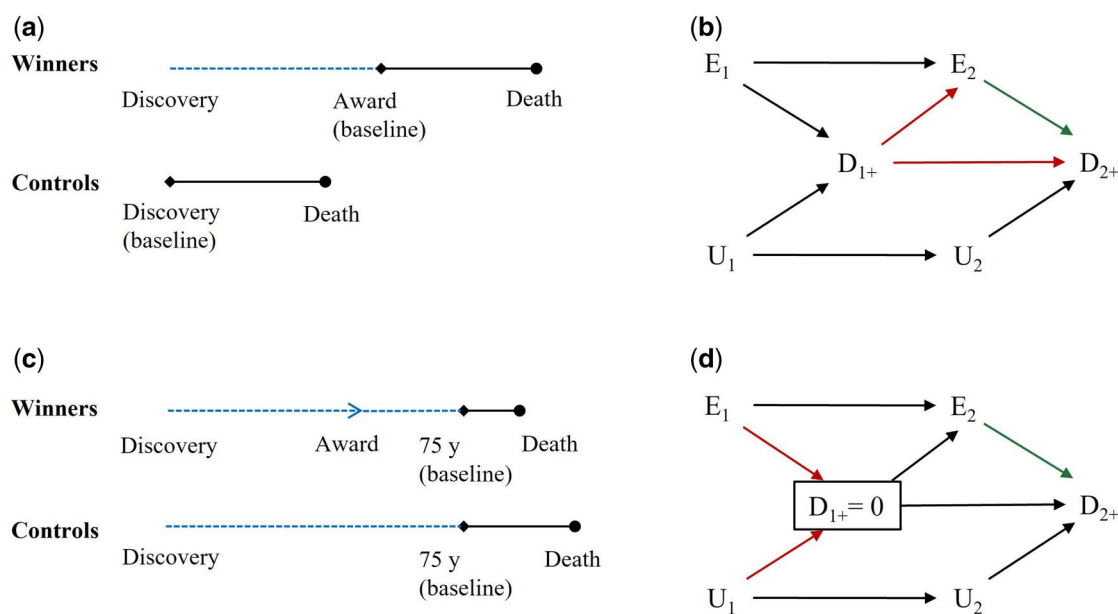 (a)
Winners
Discovery
Award
(baseline)
Death
Controls
Discovery
(baseline)
Death
(b)
E1
E2
D1+
D2+
U1
U2
(c)
Winners
Discovery
Award
75 y
(baseline)
Death
Controls
Discovery
75 y
(baseline)
Death
(d)
E1
E2
D1+= 0
D2+
U1
U2